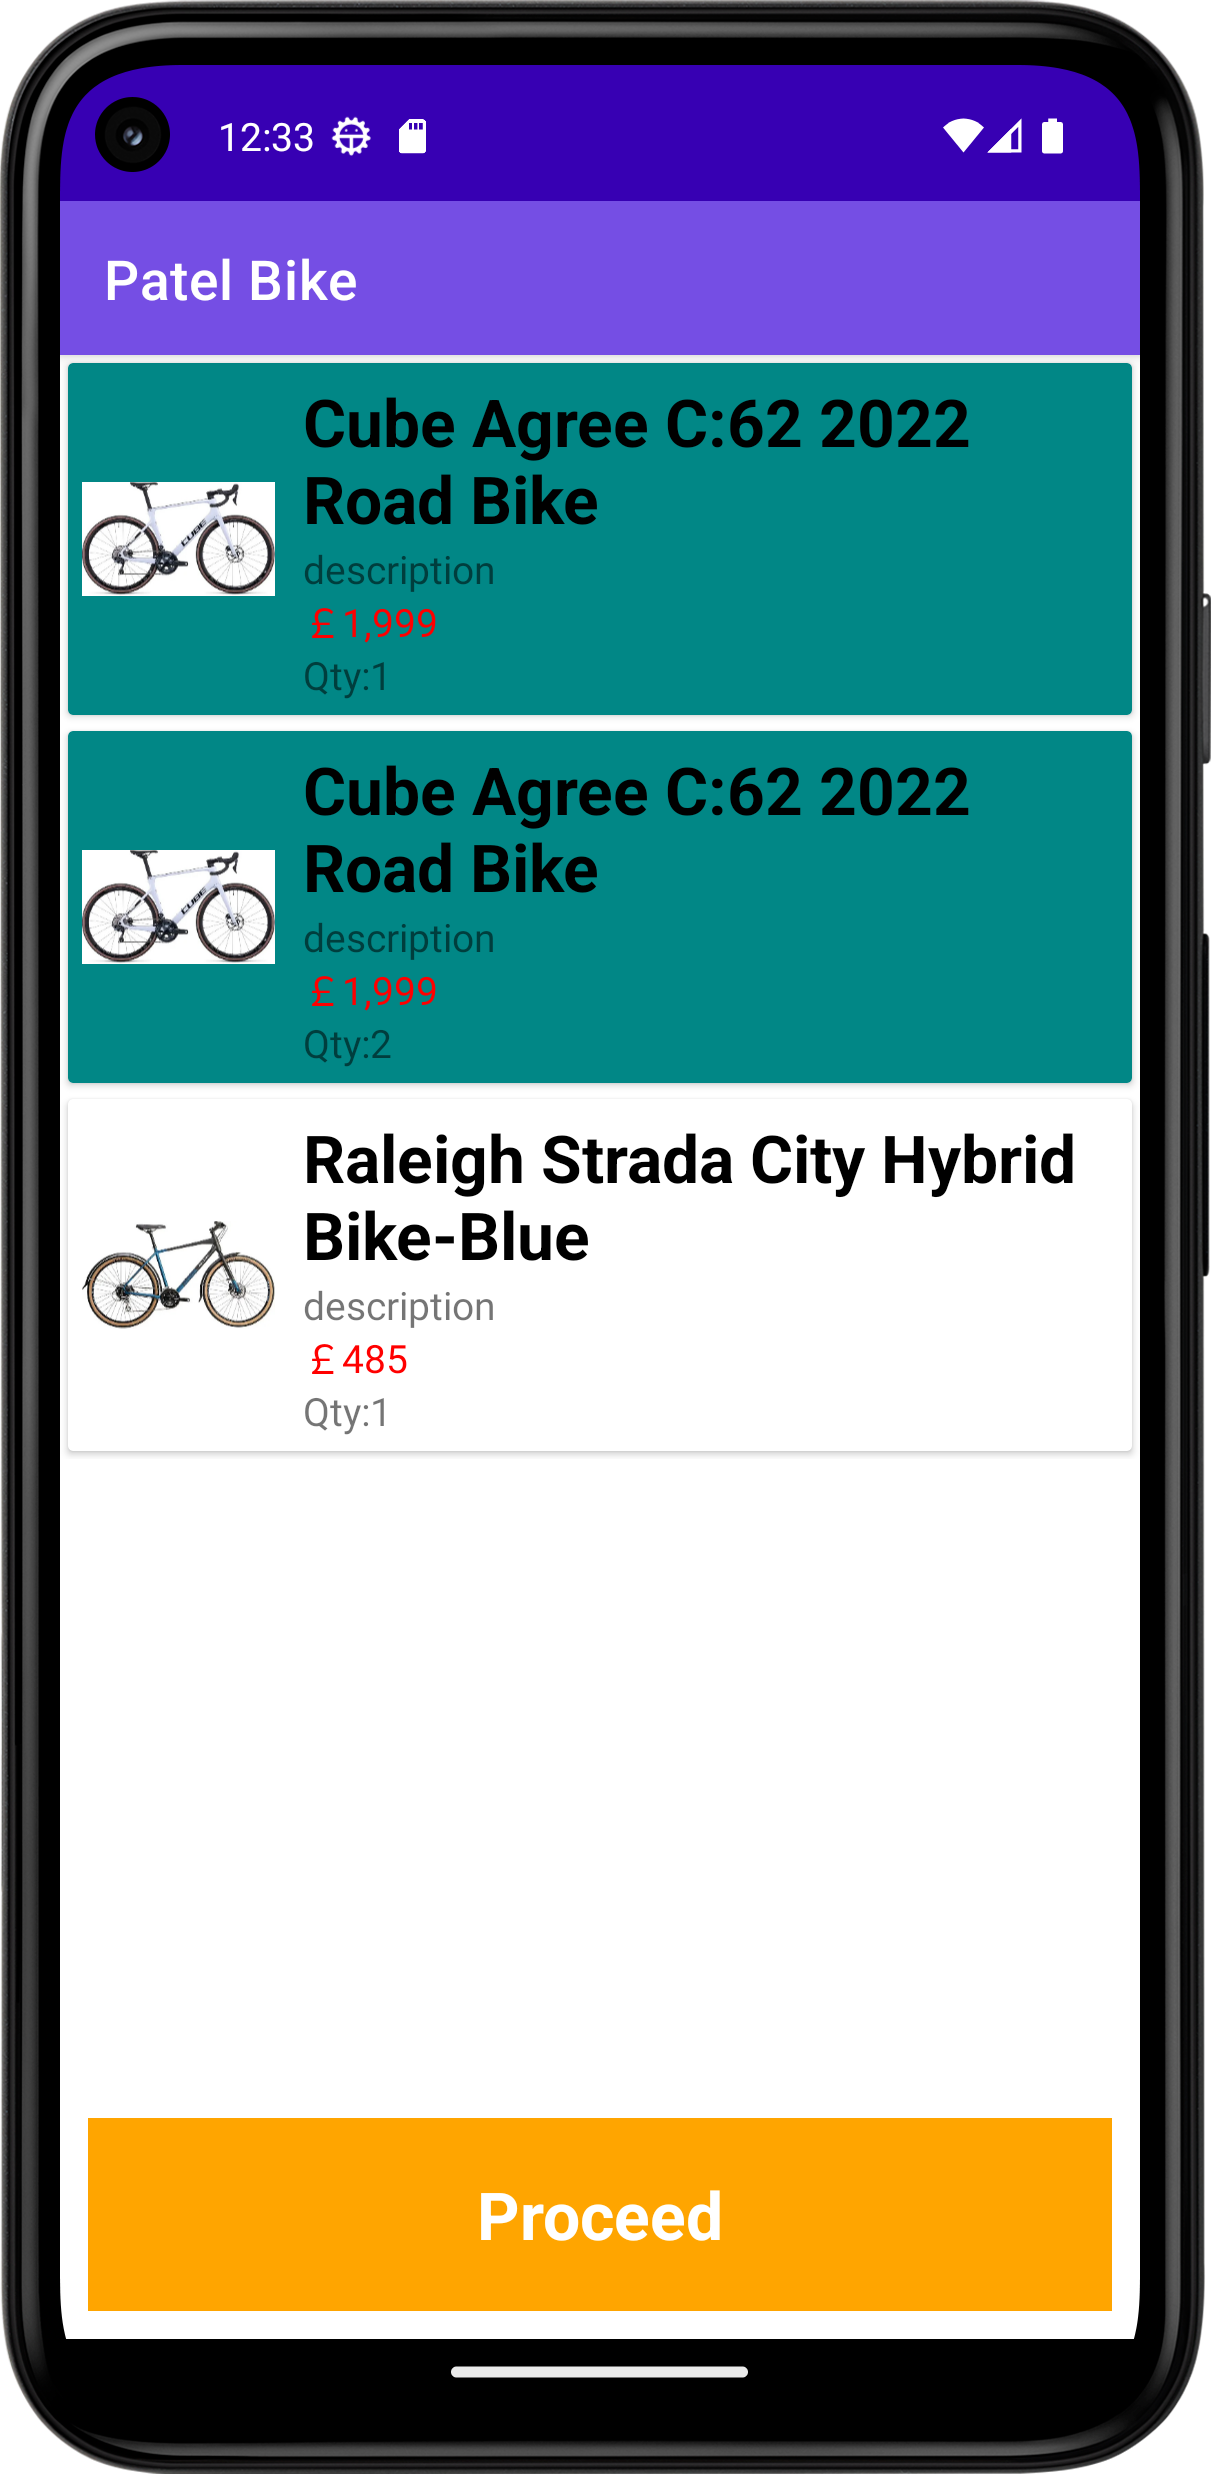 12:33
Patel Bike
Cube Agree C:62 2022
Road Bike
description
£ 1,999
Qty:1
Cube Agree C:62 2022
Road Bike
description
£ 1,999
Qty:2
Raleigh Strada City Hybrid
Bike-Blue
description
£ 485
Qty:1
Proceed